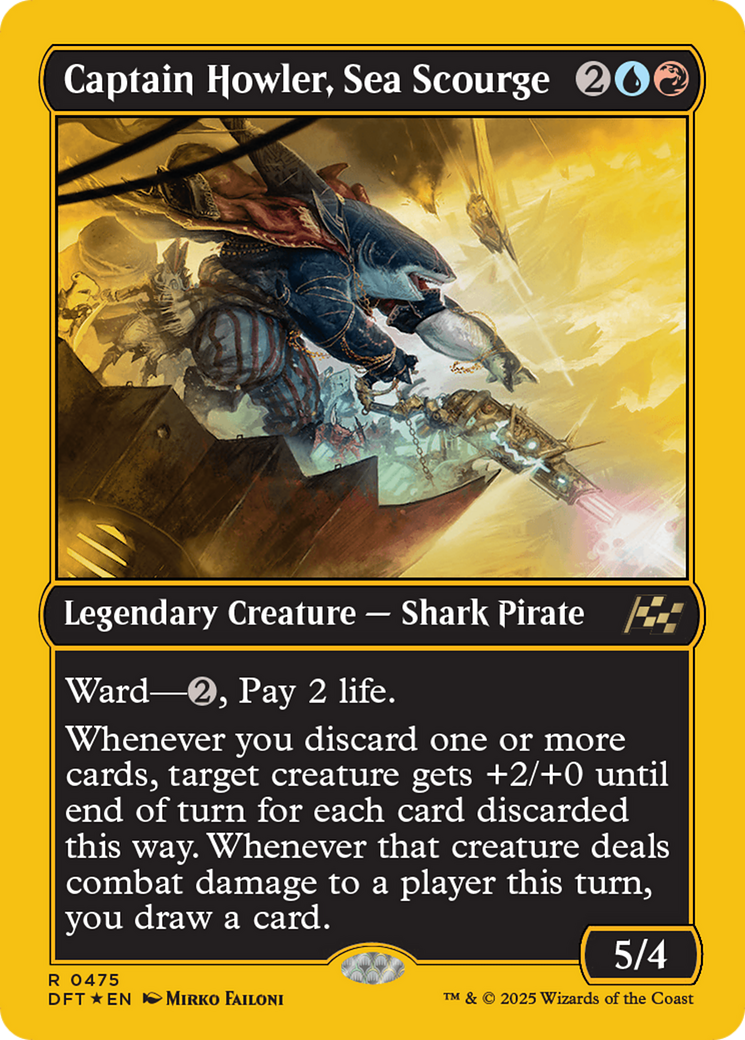 Captain Howler, Sea Scourge 2
Legendary Creature — Shark Pirate
Ward—2, Pay 2 life.
Whenever you discard one or more
cards, target creature gets +2/+0 until
end of turn for each card discarded
this way. Whenever that creature deals
combat damage to a player this turn,
you draw a card.
5/4
R 0475
DFT★EN Mirko Failoni
™ & © 2025 Wizards of the Coast